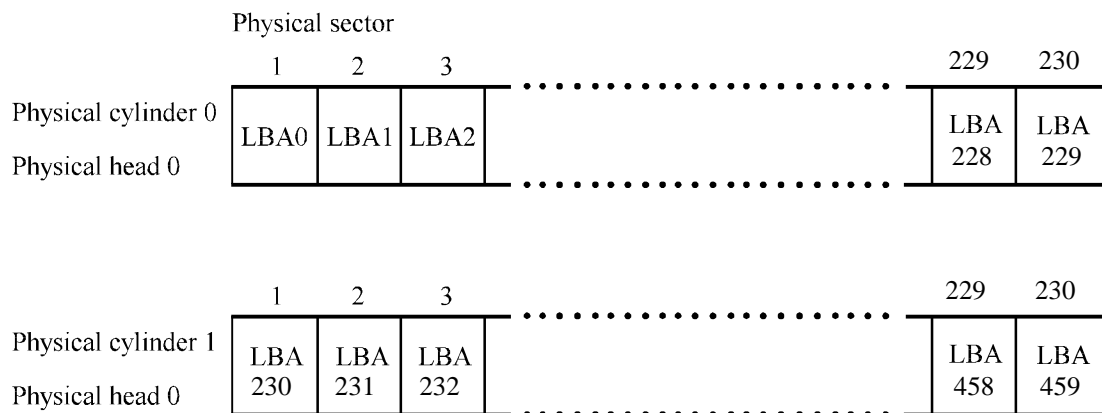 Physical sector
1 2 3 229 230
Physical cylinder 0
Physical head 0
LBA0 LBA1 LBA2 LBA 228 LBA 229
1 2 3 229 230
Physical cylinder 1
Physical head 0
LBA 230 LBA 231 LBA 232 LBA 458 LBA 459